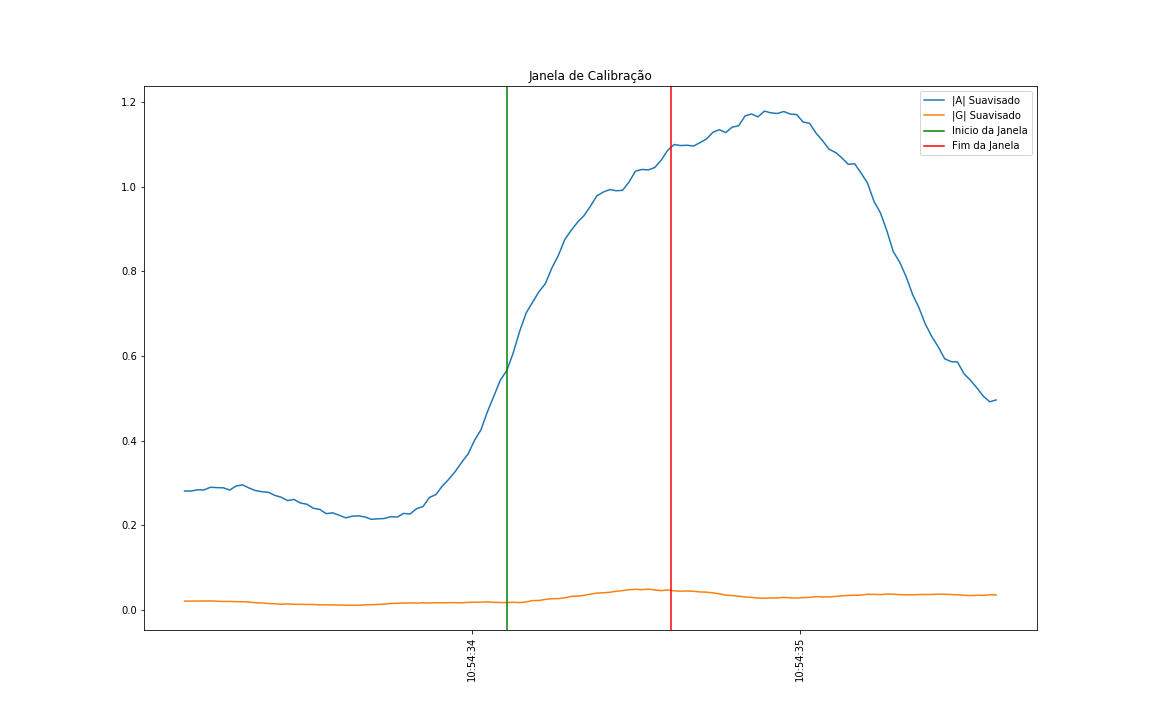 Janela de Calibração
|A| Suavisado
|G| Suavisado
Inicio da Janela
Fim da Janela
1.2
1.0
0.8
0.6
0.4
0.2
0.0
10:54:34
10:54:35